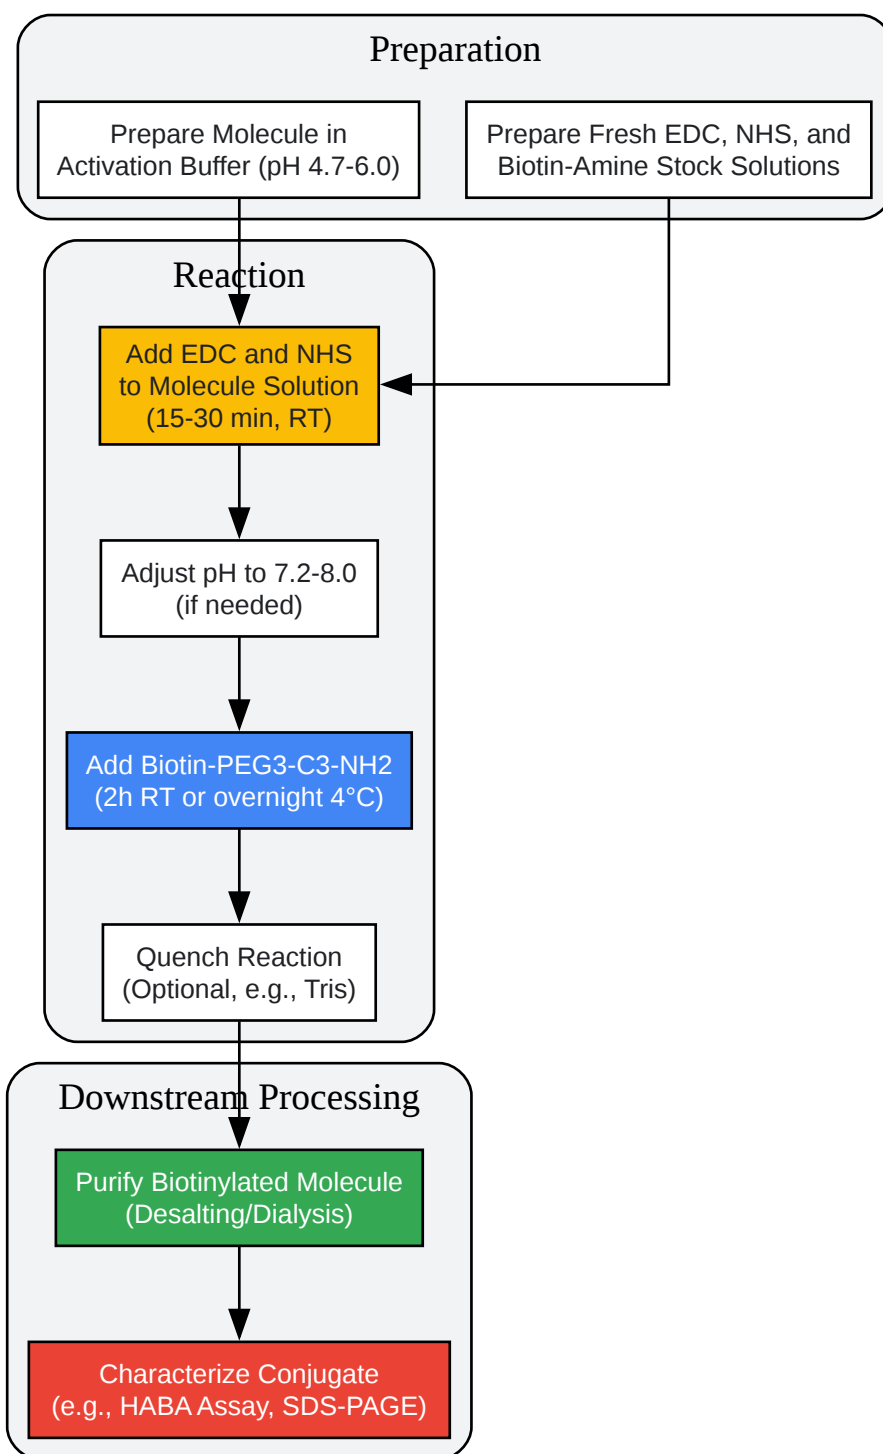 Preparation
Prepare Molecule in
Activation Buffer (pH 4.7-6.0)
Prepare Fresh EDC, NHS, and
Biotin-Amine Stock Solutions
Reaction
Add EDC and NHS
to Molecule Solution
(15-30 min, RT)
Adjust pH to 7.2-8.0
(if needed)
Add Biotin-PEG3-C3-NH2
(2h RT or overnight 4°C)
Quench Reaction
(Optional, e.g., Tris)
Downstream Processing
Purify Biotinylated Molecule
(Desalting/Dialysis)
Characterize Conjugate
(e.g., HABA Assay, SDS-PAGE)